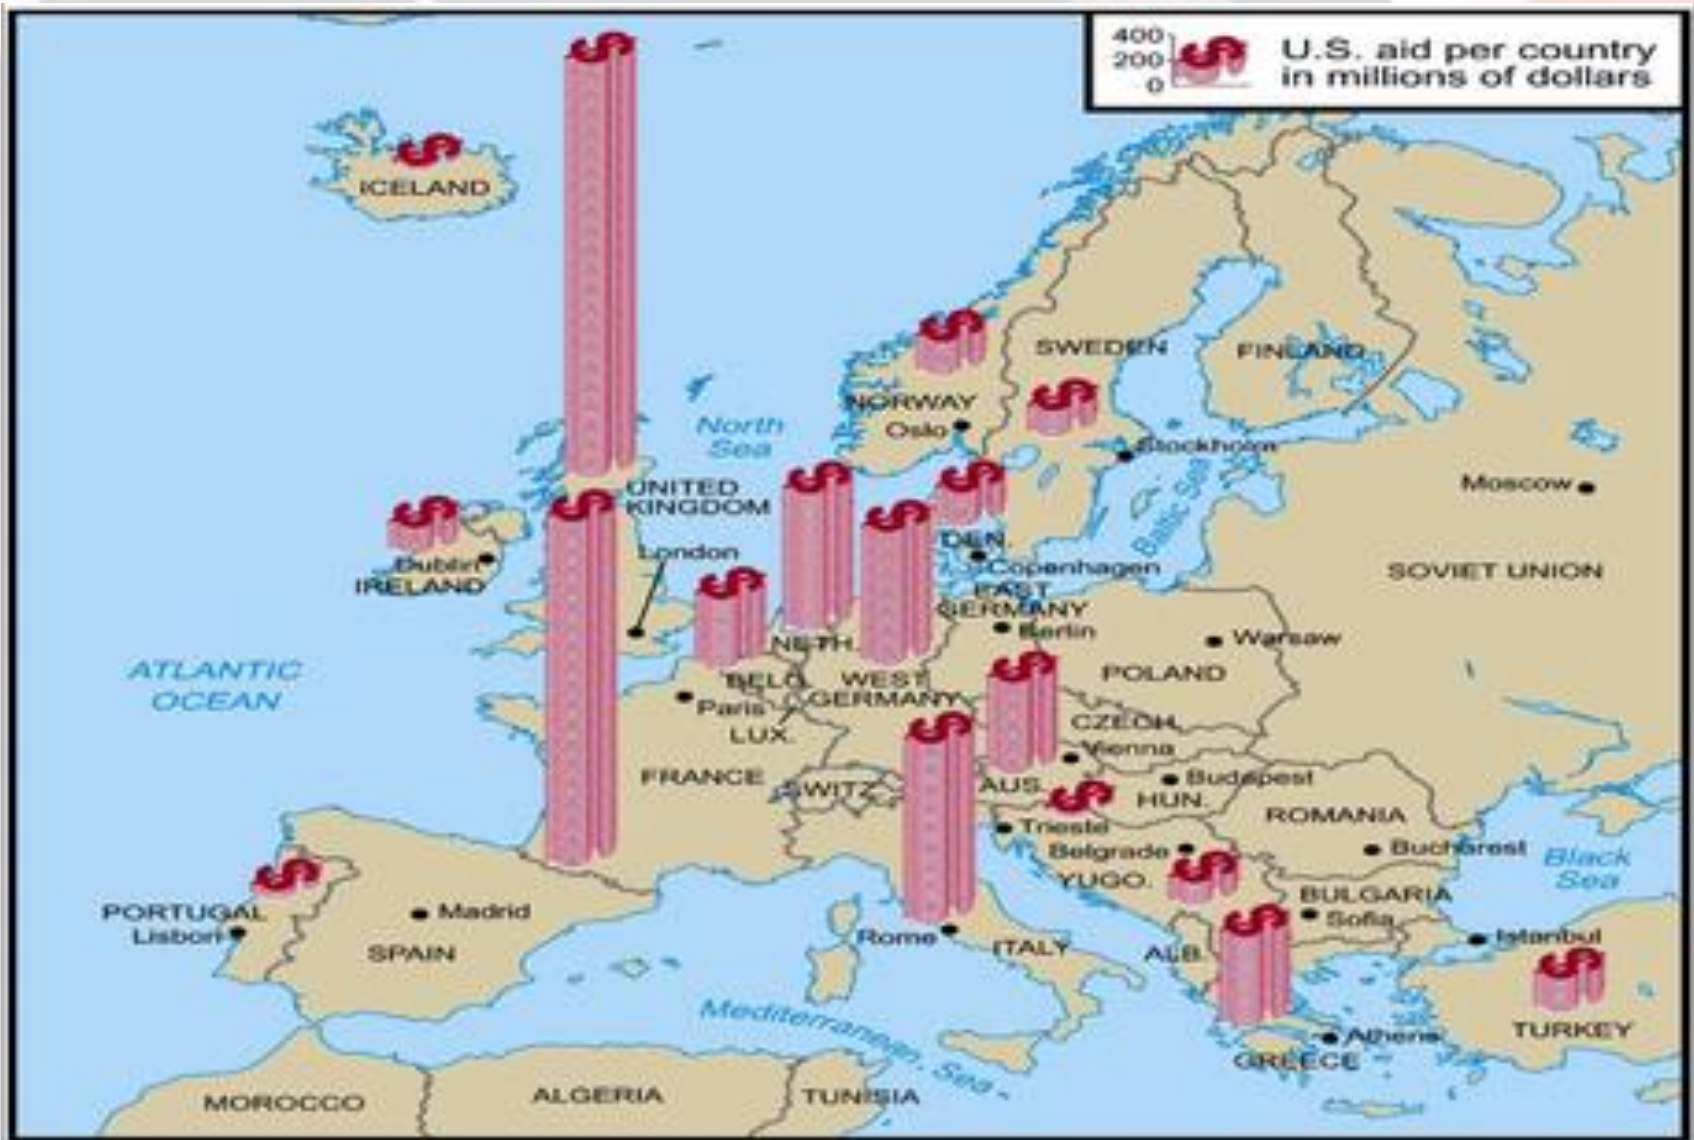 400
200
0
U.S. aid per country
in millions of dollars
ICELAND
SWEDEN
FINLAND
NORWAY
Oslo
North
Sea
Stockholm
Baltic Sea
Moscow
UNITED
KINGDOM
London
DEN.
Copenhagen
Dublin
IRELAND
SOVIET UNION
EAST
GERMANY
Berlin
Warsaw
NETH.
ATLANTIC
OCEAN
BELG.
WEST
GERMANY
POLAND
Paris
LUX.
CZECH.
Vienna
FRANCE
SWITZ.
AUS.
Budapest
HUN.
ROMANIA
Trieste
Belgrade
Bucharest
Black
Sea
YUGO.
BULGARIA
PORTUGAL
Lisbon
Madrid
SPAIN
Rome
ITALY
ALB.
Sofia
Istanbul
Mediterranean Sea
Athens
GREECE
TURKEY
MOROCCO
ALGERIA
TUNISIA